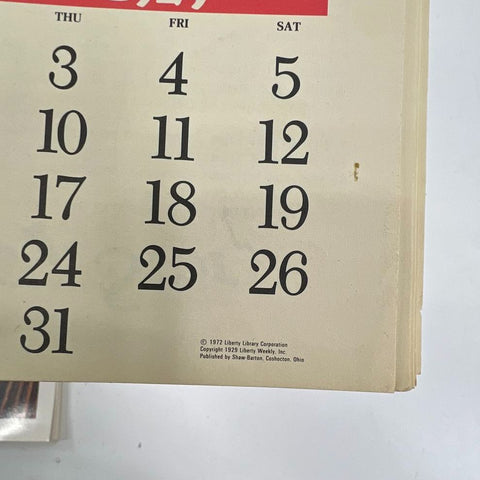 THU FRI SAT
3 4 5
10 11 12
17 18 19
24 25 26
31
© 1972 Liberty Library Corporation
Copyright 1929 Liberty Weekly, Inc.
Published by Shaw-Barton, Coshocton, Ohio